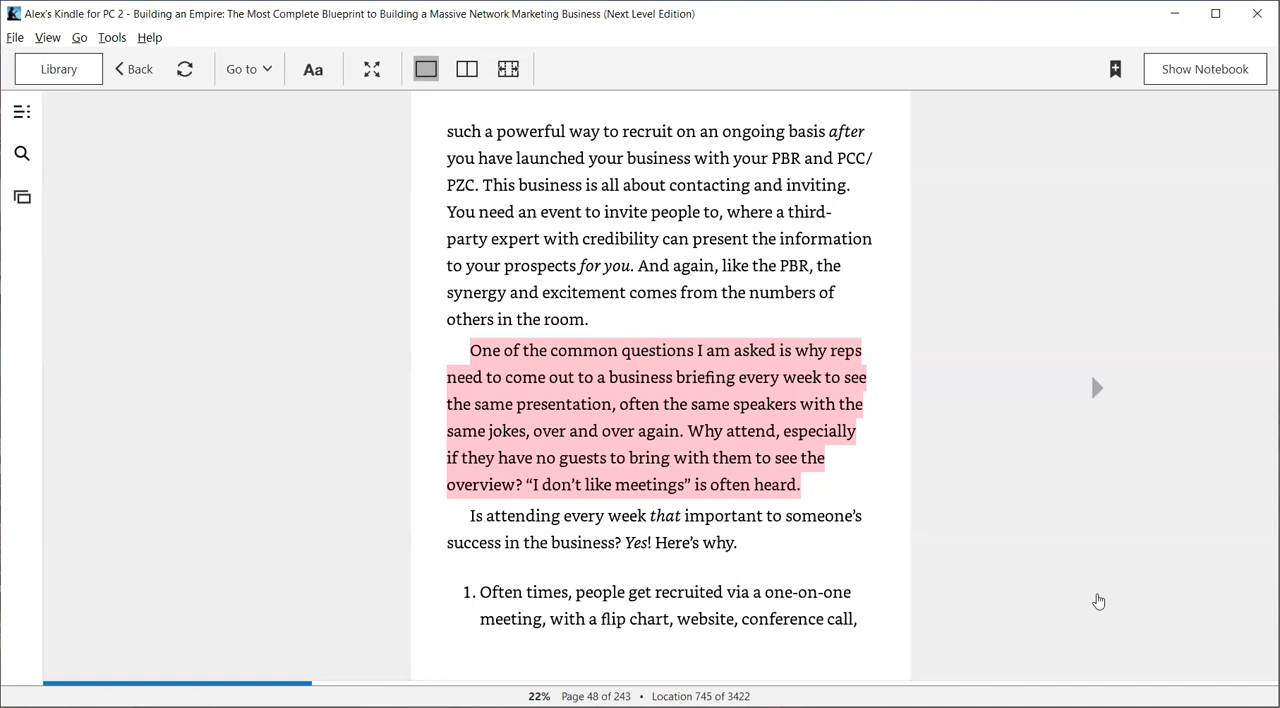 Alex's Kindle for PC 2 - Building an Empire: The Most Complete Blueprint to Building a Massive Network Marketing Business (Next Level Edition)
File View Go Tools Help
Library Back Go to Aa Show Notebook
such a powerful way to recruit on an ongoing basis after
you have launched your business with your PBR and PCC/
PZC. This business is all about contacting and inviting.
You need an event to invite people to, where a third-
party expert with credibility can present the information
to your prospects for you. And again, like the PBR, the
synergy and excitement comes from the numbers of
others in the room.
One of the common questions I am asked is why reps
need to come out to a business briefing every week to see
the same presentation, often the same speakers with the
same jokes, over and over again. Why attend, especially
if they have no guests to bring with them to see the
overview? “I don’t like meetings” is often heard.
Is attending every week that important to someone’s
success in the business? Yes! Here’s why.
1. Often times, people get recruited via a one-on-one
meeting, with a flip chart, website, conference call,
22% Page 48 of 243 • Location 745 of 3422